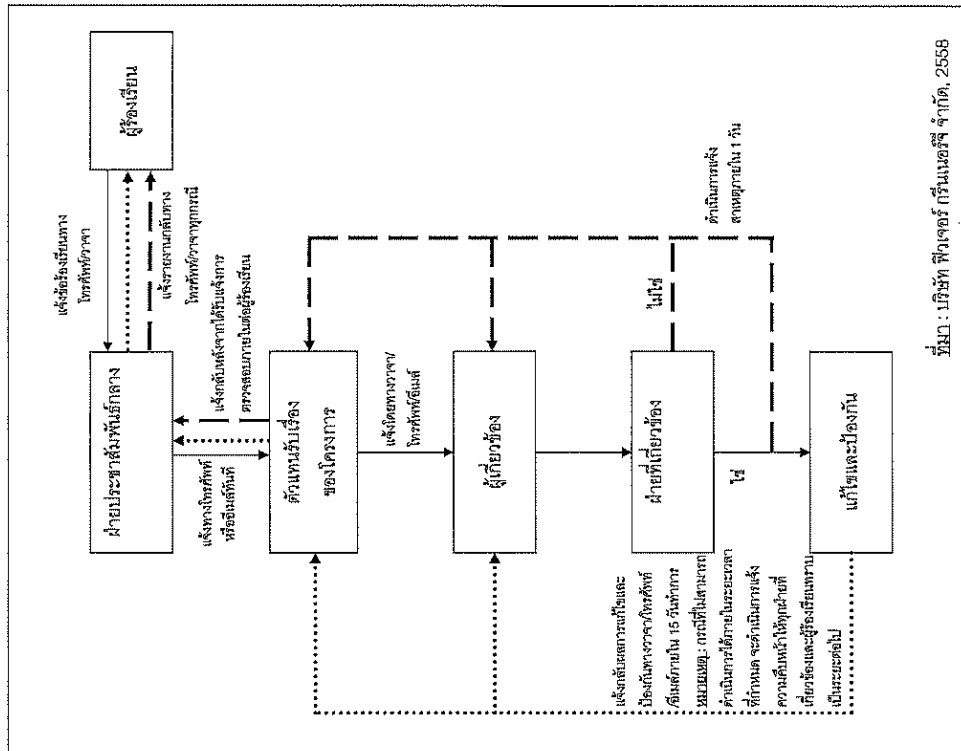 ผู้ร้องเรียน
แจ้งข้อร้องเรียนทาง
โทรศัพท์/วาจา
แจ้งรายงานกลับทาง
โทรศัพท์/วาจาทุกกรณี
ฝ่ายประชาสัมพันธ์กลาง
แจ้งทางโทรศัพท์
หรืออีเมล์ทันที
แจ้งกลับหลังจากได้รับแจ้งการ
ตรวจสอบภายในต่อผู้ร้องเรียน
ตัวแทนรับเรื่อง
ของโครงการ
แจ้งโดยทางวาจา/
โทรศัพท์/อีเมล์
ผู้เกี่ยวข้อง
ฝ่ายที่เกี่ยวข้อง
ไม่ใช่
ใช่
ดำเนินการแจ้ง
สาเหตุภายใน 1 วัน
แก้ไขและป้องกัน
แจ้งกลับผลการแก้ไขและ
ป้องกันทางวาจา/โทรศัพท์
/อีเมล์ภายใน 15 วันทำการ
หมายเหตุ : กรณีที่ไม่สามารถ
ดำเนินการได้ภายในระยะเวลา
ที่กำหนด จะดำเนินการแจ้ง
ความคืบหน้าให้ทุกฝ่ายที่
เกี่ยวข้องและผู้ร้องเรียนทราบ
เป็นระยะต่อไป
ที่มา : บริษัท ฟิวเจอร์ กรีนเนอร์จี จำกัด, 2558